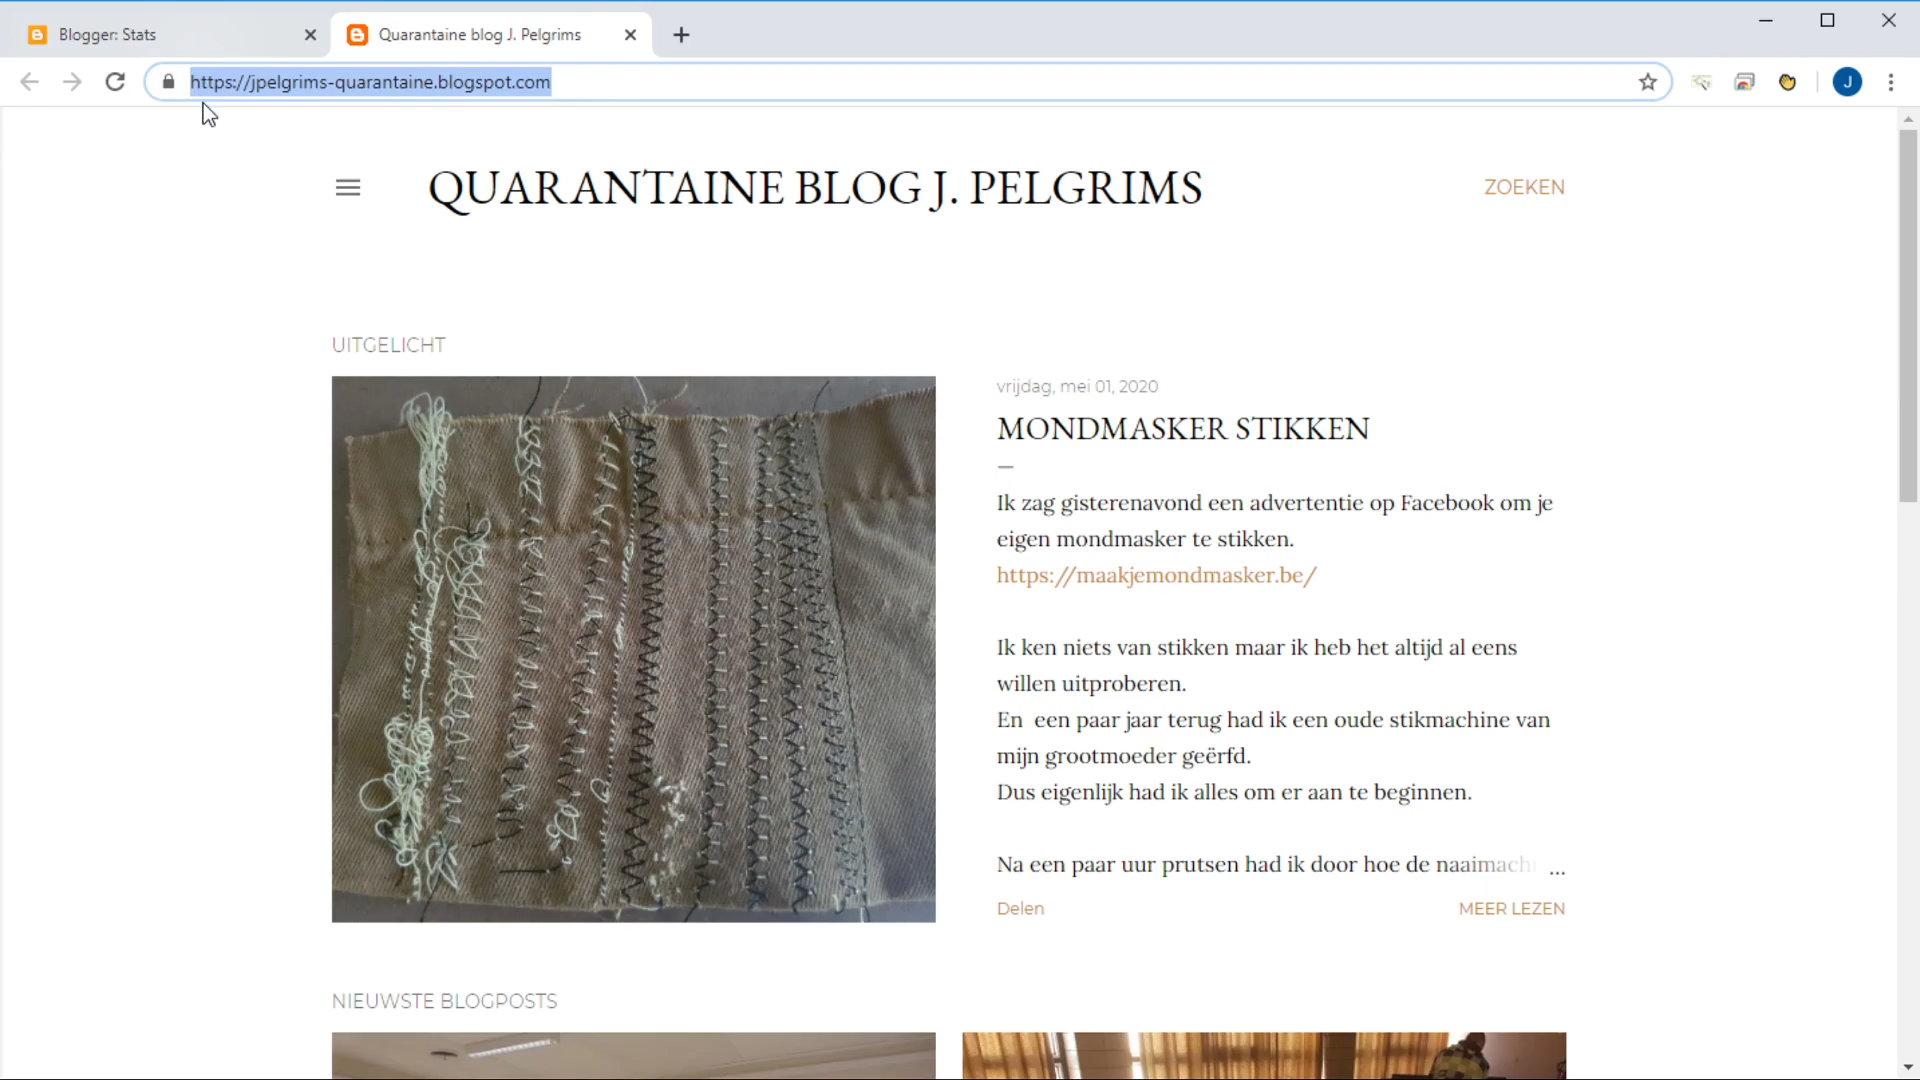 Blogger: Stats
Quarantaine blog J. Pelgrims
https://jpelgrims-quarantaine.blogspot.com
J
QUARANTAINE BLOG J. PELGRIMS
ZOEKEN
UITGELICHT
vrijdag, mei 01, 2020
MONDMASKER STIKKEN
Ik zag gisterenavond een advertentie op Facebook om je
eigen mondmasker te stikken.
https://maakjemondmasker.be/
Ik ken niets van stikken maar ik heb het altijd al eens
willen uitproberen.
En een paar jaar terug had ik een oude stikmachine van
mijn grootmoeder geërfd.
Dus eigenlijk had ik alles om er aan te beginnen.
Na een paar uur prutsen had ik door hoe de naaimachi ...
Delen
MEER LEZEN
NIEUWSTE BLOGPOSTS